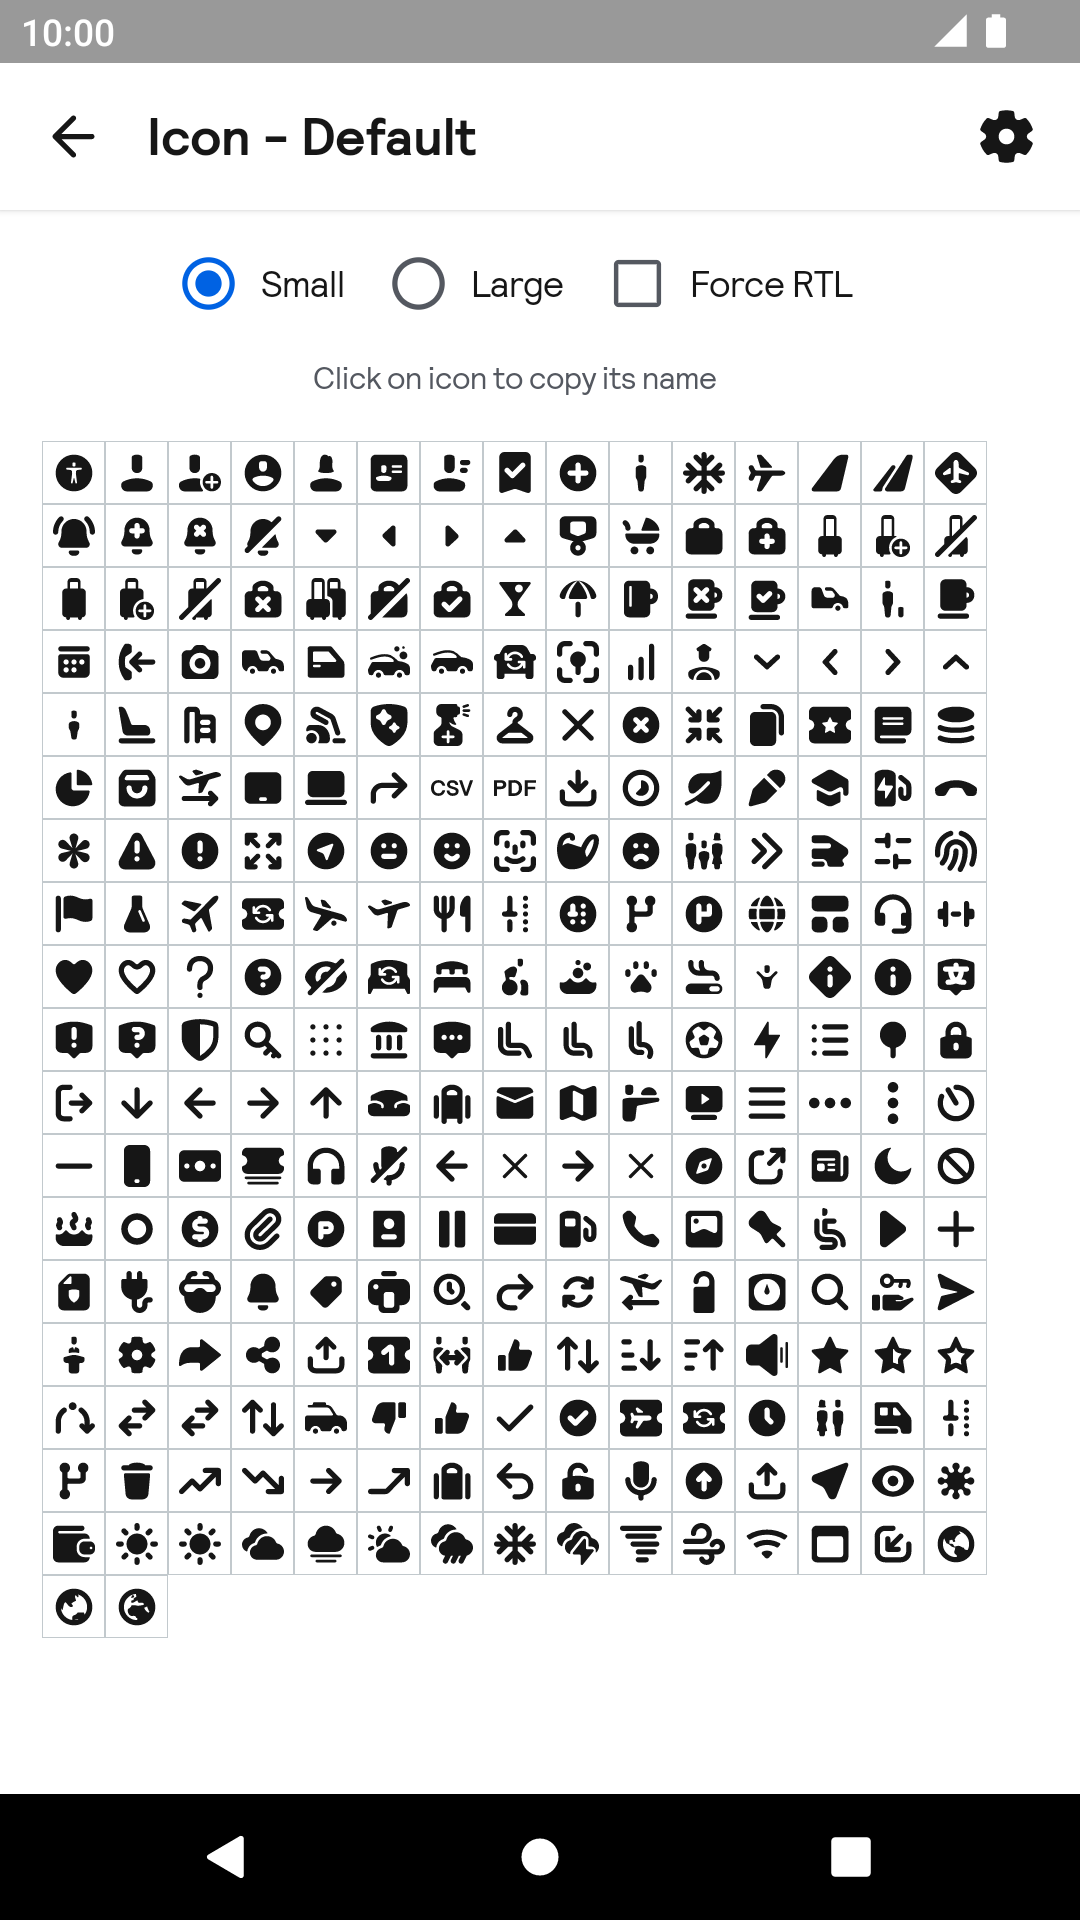 10:00
Icon - Default
Small Large Force RTL
Click on icon to copy its name
CSV PDF